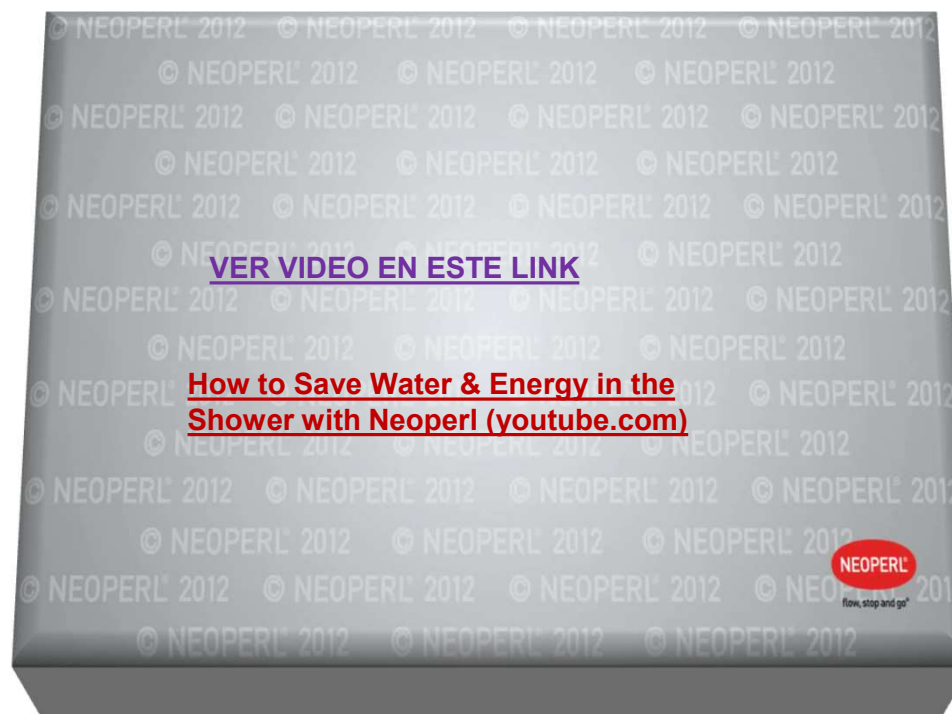 © NEOPERL® 2012 © NEOPERL® 2012 © NEOPERL® 2012 © NEOPERL® 2012
© NEOPERL® 2012 © NEOPERL® 2012 © NEOPERL® 2012
© NEOPERL® 2012 © NEOPERL® 2012 © NEOPERL® 2012 © NEOPERL® 2012
© NEOPERL® 2012 © NEOPERL® 2012 © NEOPERL® 2012
© NEOPERL® 2012 © NEOPERL® 2012 © NEOPERL® 2012 © NEOPERL® 2012
© NEOPERL® 2012
VER VIDEO EN ESTE LINK
© NEOPERL® 2012 © NEOPERL® 2012 © NEOPERL® 2012 © NEOPERL® 2012
© NEOPERL® 2012 © NEOPERL® 2012 © NEOPERL® 2012
How to Save Water & Energy in the
Shower with Neoperl (youtube.com)
© NEOPERL® 2012 © NEOPERL® 2012 © NEOPERL® 2012 © NEOPERL® 201
© NEOPERL® 2012 © NEOPERL® 2012 © NEOPERL® 2012
NEOPERL®
flow, stop and go®
© NEOPERL® 2012 © NEOPERL® 2012 © NEOPERL® 2012
© NEOPERL® 2012 © NEOPERL® 2012 © NEOPERL® 2012